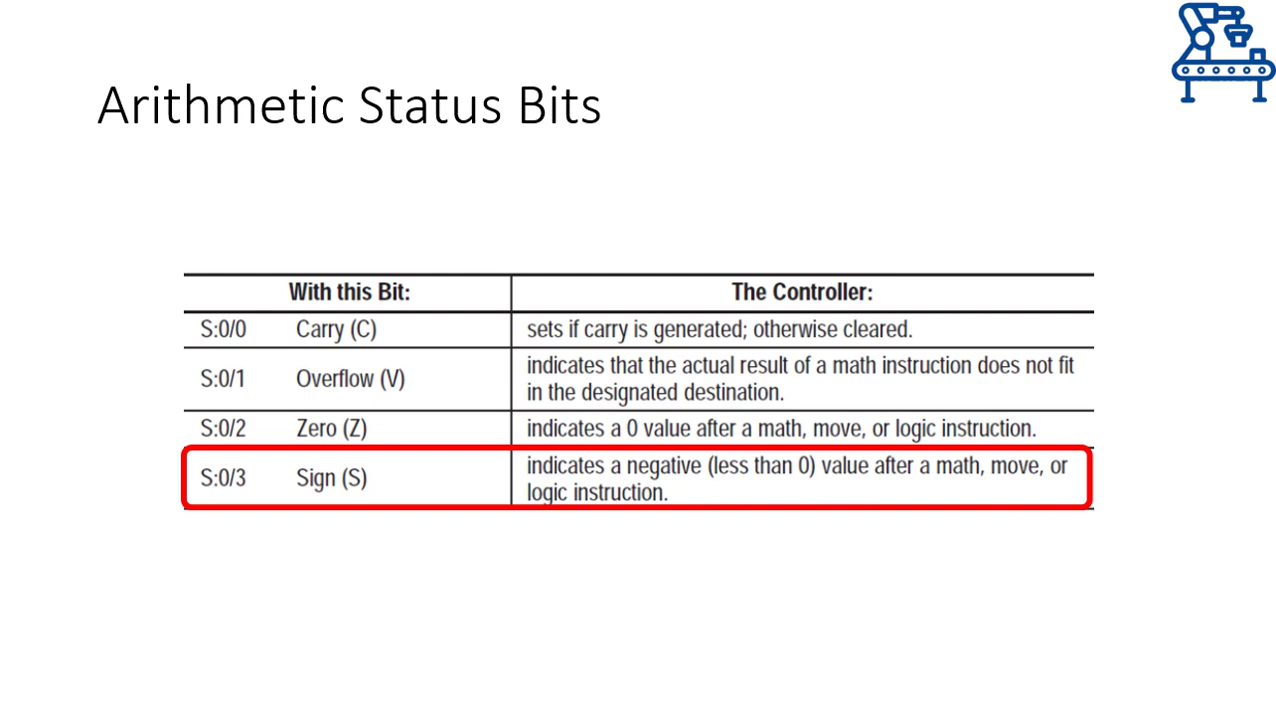 Arithmetic Status Bits
With this Bit: The Controller:
S:0/0 Carry (C) sets if carry is generated; otherwise cleared.
S:0/1 Overflow (V) indicates that the actual result of a math instruction does not fit
in the designated destination.
S:0/2 Zero (Z) indicates a 0 value after a math, move, or logic instruction.
S:0/3 Sign (S) indicates a negative (less than 0) value after a math, move, or
logic instruction.